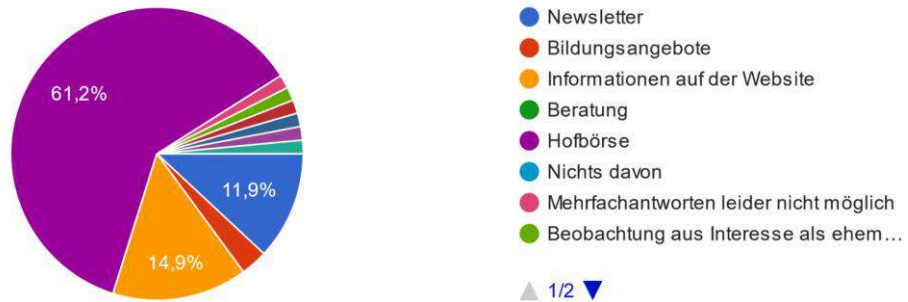 61,2%
11,9%
14,9%
Newsletter
Bildungsangebote
Informationen auf der Website
Beratung
Hofbörse
Nichts davon
Mehrfachantworten leider nicht möglich
Beobachtung aus Interesse als ehem…
1/2